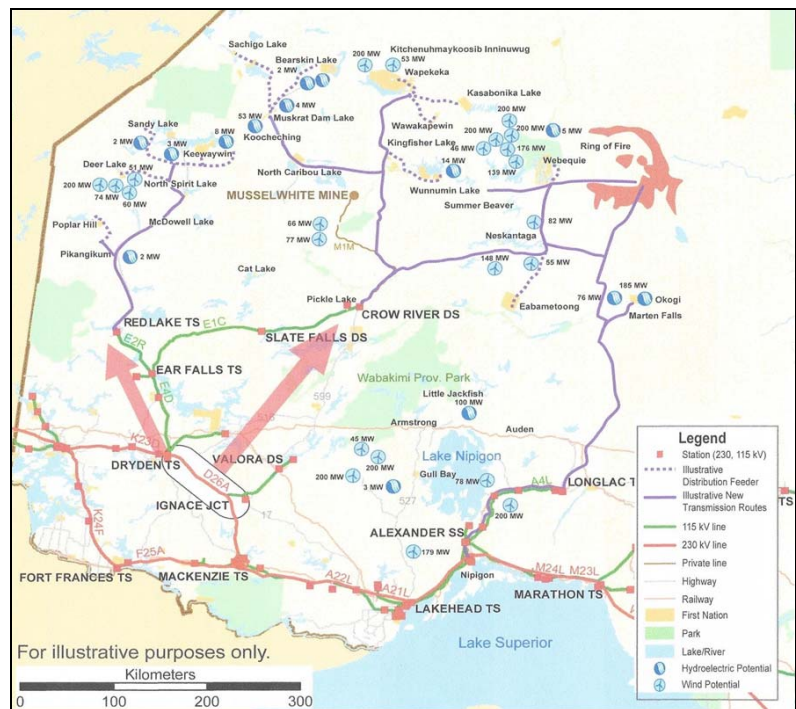 Sachigo Lake
Bearskin Lake
2 MW
200 MW
Kitchenuhmaykoosib Inninuwug
53 MW
Wapekeka
Kasabonika Lake
4 MW
Muskrat Dam Lake
53 MW
Koocheching
Sandy Lake
2 MW
3 MW
8 MW
Keewaywin
Deer Lake
51 MW
200 MW
74 MW
60 MW
North Spirit Lake
McDowell Lake
North Caribou Lake
Wawakapewin
Kingfisher Lake
14 MW
Wunnumin Lake
200 MW
200 MW
200 MW
46 MW
176 MW
139 MW
5 MW
Webequie
Ring of Fire
Summer Beaver
MUSSELWHITE MINE
M1M
66 MW
77 MW
Neskantaga
82 MW
148 MW
55 MW
Eabametoong
76 MW
185 MW
Okogi
Marten Falls
Poplar Hill
Pikangikum
2 MW
Cat Lake
Pickle Lake
CROW RIVER DS
RED LAKE TS
E1C
SLATE FALLS DS
E2R
EAR FALLS TS
E4D
Wabakimi Prov. Park
599
516
Little Jackfish
100 MW
Armstrong
Auden
K23D
DRYDEN TS
VALORA DS
D26A
IGNACE JCT
17
45 MW
200 MW
200 MW
3 MW
Lake Nipigon
Gull Bay
78 MW
527
A4L
LONGLAC T
TS
200 MW
ALEXANDER SS
179 MW
Nipigon
K24F
F25A
FORT FRANCES TS
MACKENZIE TS
A22L
A21L
LAKEHEAD TS
M24L
M23L
MARATHON TS
Lake Superior
For illustrative purposes only.
Kilometers
0 100 200 300
Legend
Station (230, 115 kV)
Illustrative
Distribution Feeder
Illustrative New
Transmission Routes
115 kV line
230 kV line
Private line
Highway
Railway
First Nation
Park
Lake/River
Hydroelectric Potential
Wind Potential